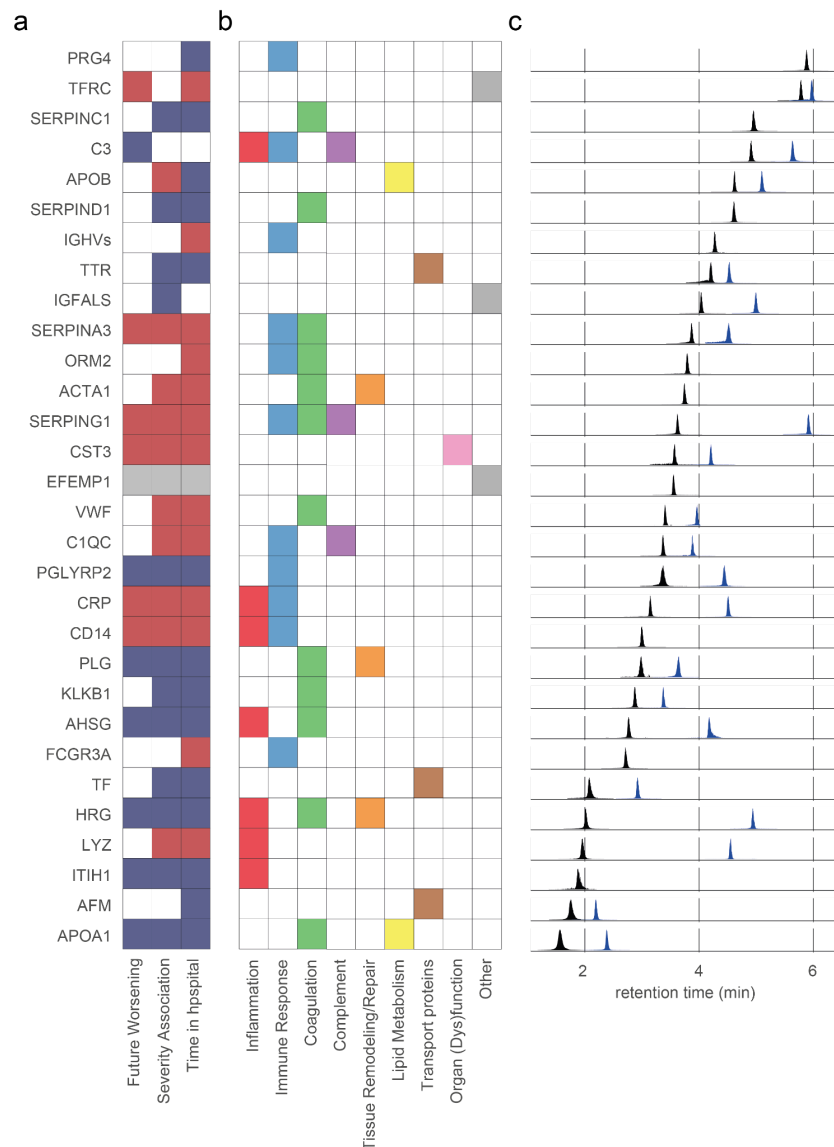 a b c
PRG4
TFRC
SERPINC1
C3
APOB
SERPIND1
IGHVs
TTR
IGFALS
SERPINA3
ORM2
ACTA1
SERPING1
CST3
EFEMP1
VWF
C1QC
PGLYRP2
CRP
CD14
PLG
KLKB1
AHSG
FCGR3A
TF
HRG
LYZ
ITIH1
AFM
APOA1
Future Worsening
Severity Association
Time in hpspital
Inflammation
Immune Response
Coagulation
Complement
Tissue Remodeling/Repair
Lipid Metabolism
Transport proteins
Organ (Dys)function
Other
2 4 6
retention time (min)